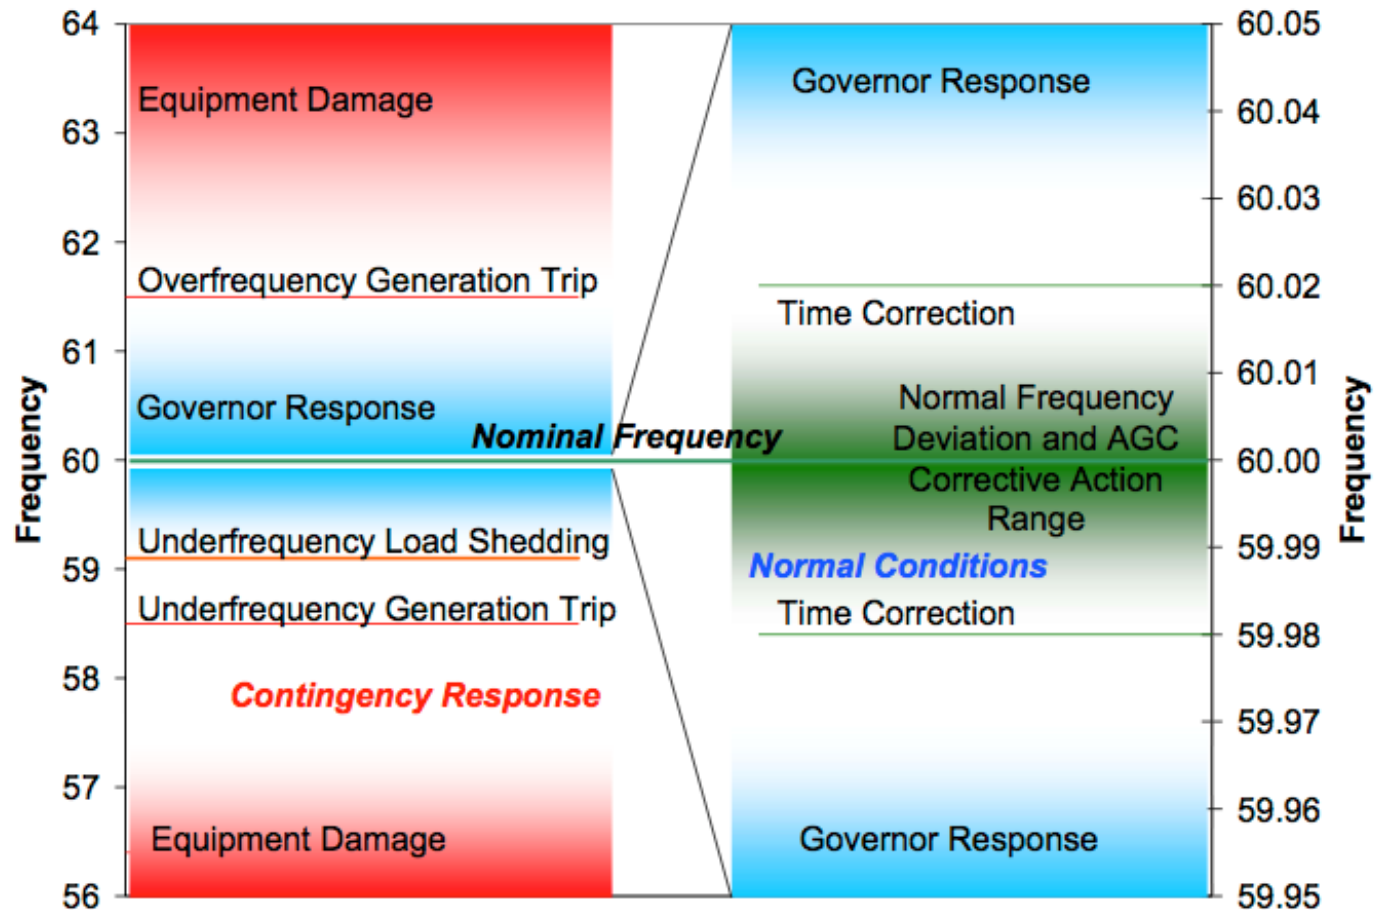 64
63
62
61
60
59
58
57
56
Frequency
Equipment Damage
Overfrequency Generation Trip
Governor Response
Nominal Frequency
Underfrequency Load Shedding
Underfrequency Generation Trip
Contingency Response
Equipment Damage
Governor Response
Time Correction
Normal Frequency
Deviation and AGC
Corrective Action
Range
Normal Conditions
Time Correction
Governor Response
60.05
60.04
60.03
60.02
60.01
60.00
59.99
59.98
59.97
59.96
59.95
Frequency